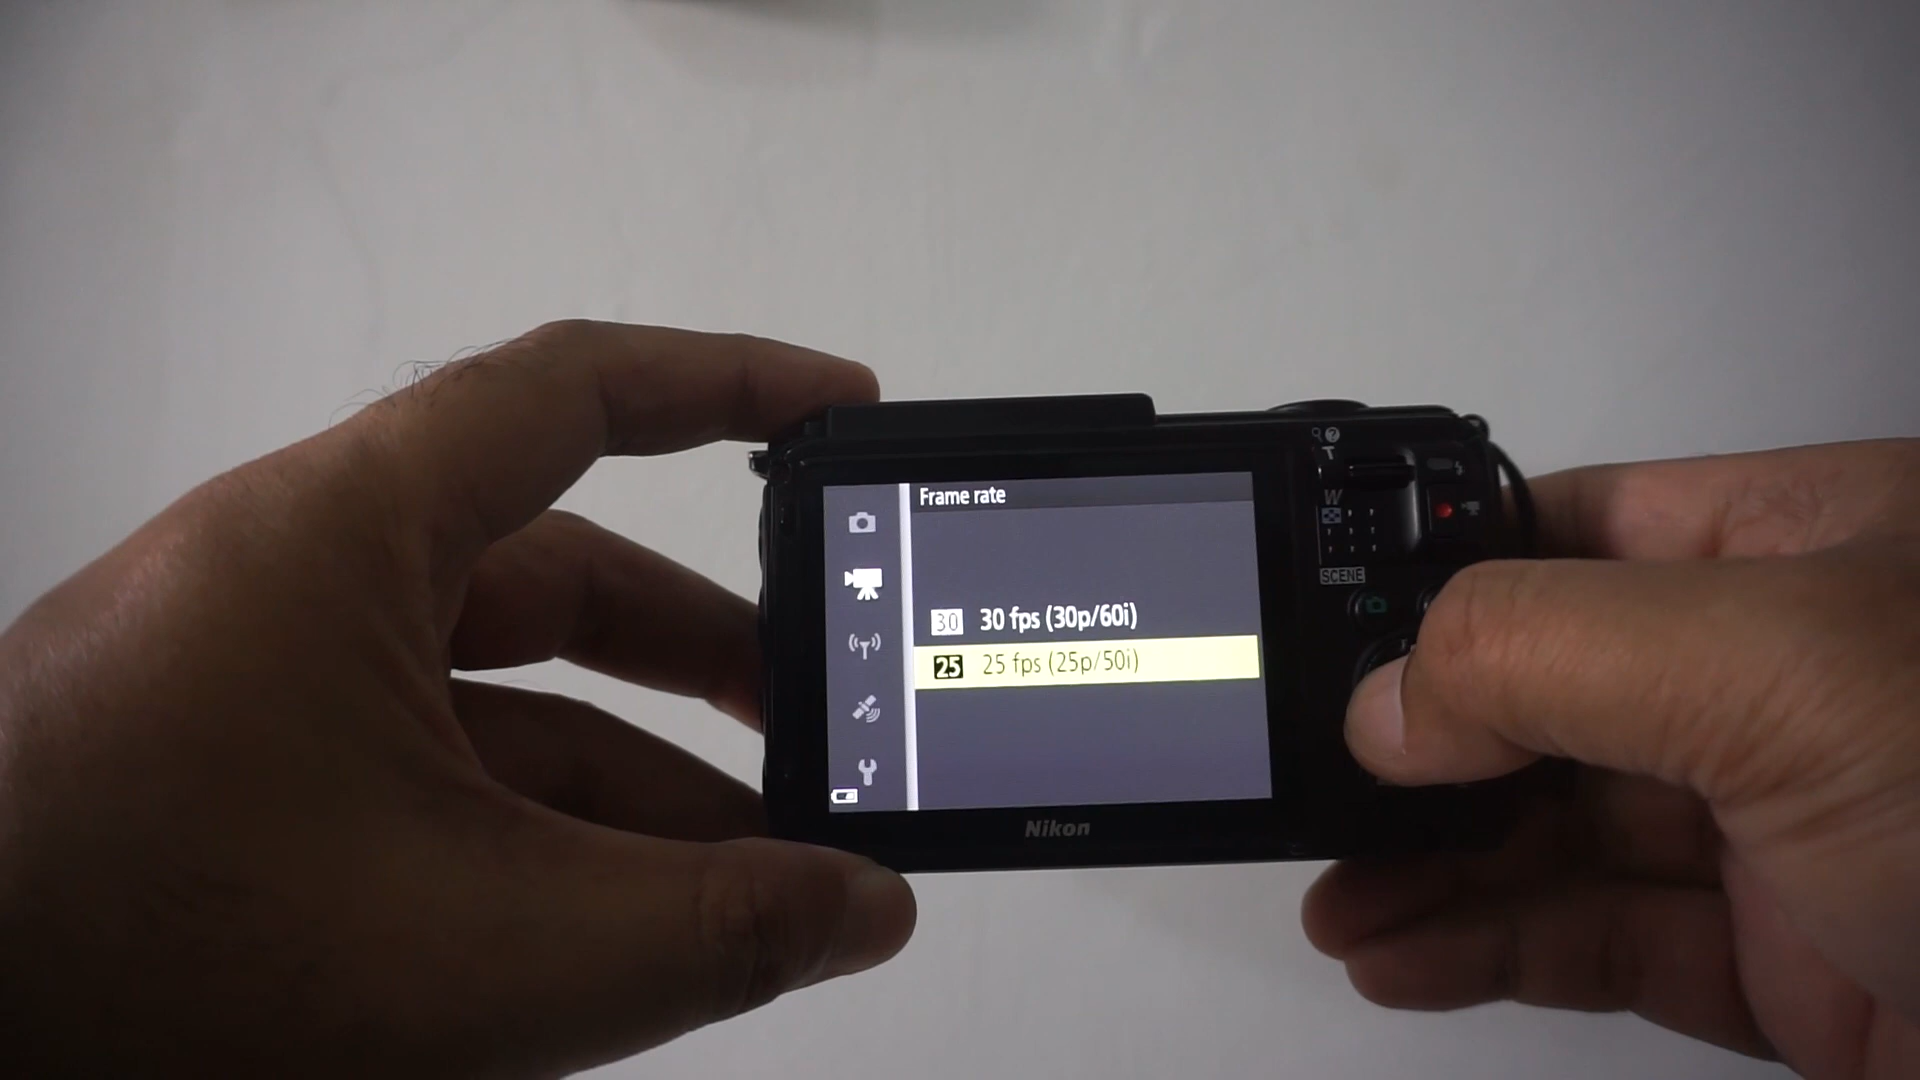 Frame rate
30 30 fps (30p/60i)
25 25 fps (25p/50i)
Nikon
T
W
SCENE